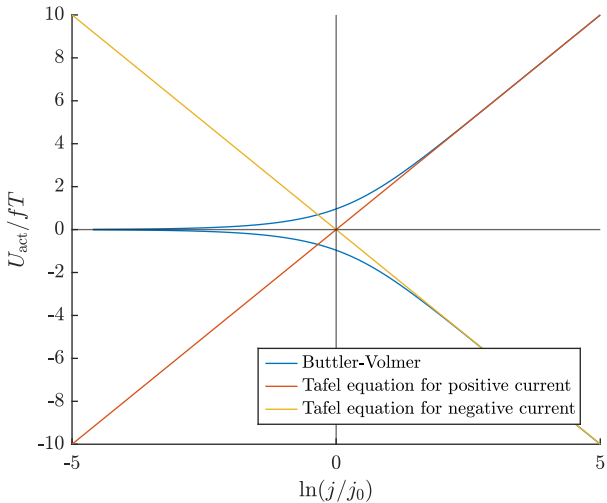 10
8
6
4
2
0
-2
-4
-6
-8
-10
U_act/fT
Buttler-Volmer
Tafel equation for positive current
Tafel equation for negative current
-5
0
5
ln(j/j_0)